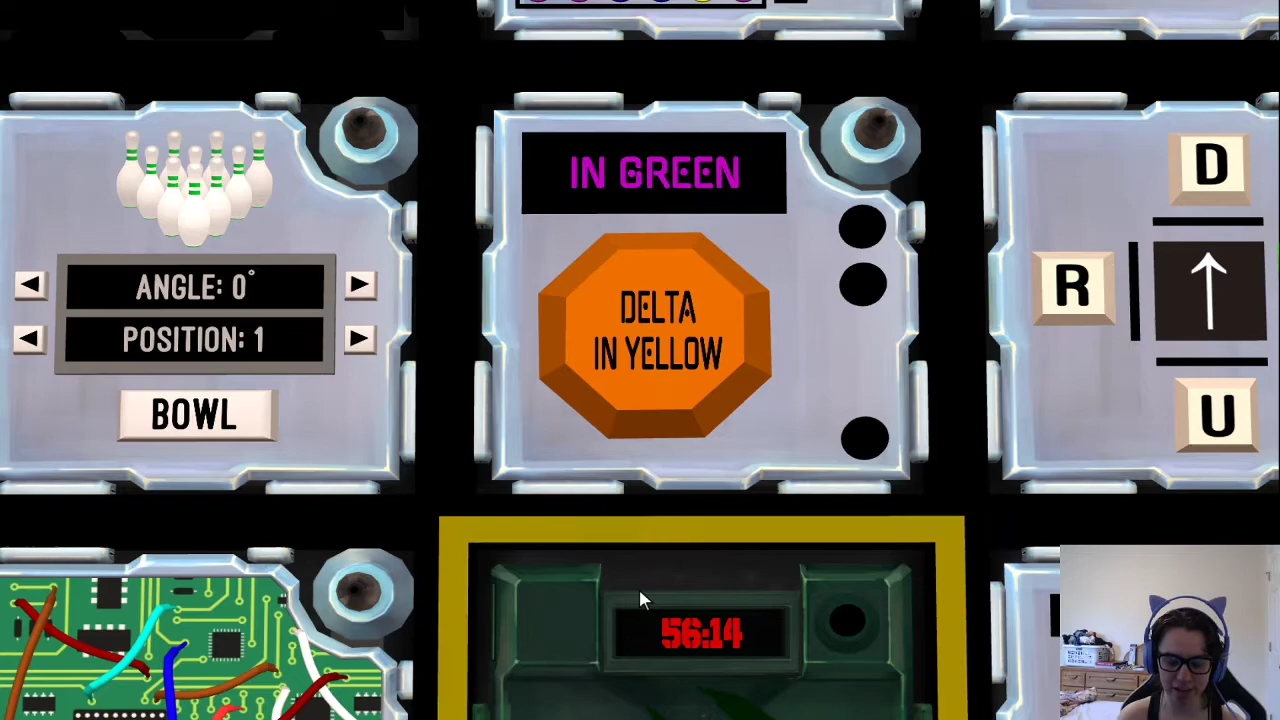 ANGLE: 0°
POSITION: 1
BOWL
IN GREEN
DELTA
IN YELLOW
D
R
U
56:14